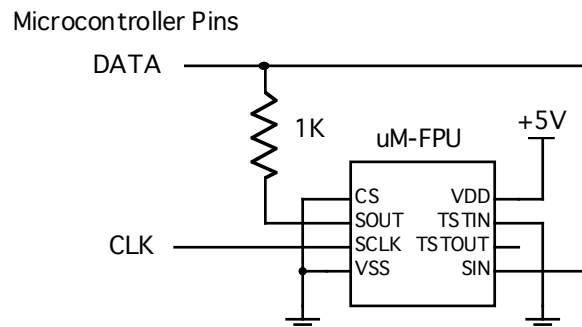 Microcontroller Pins
DATA
1K
uM-FPU
+5V
CS VDD
SOUT TSTIN
CLK SCLK TSTOUT
VSS SIN